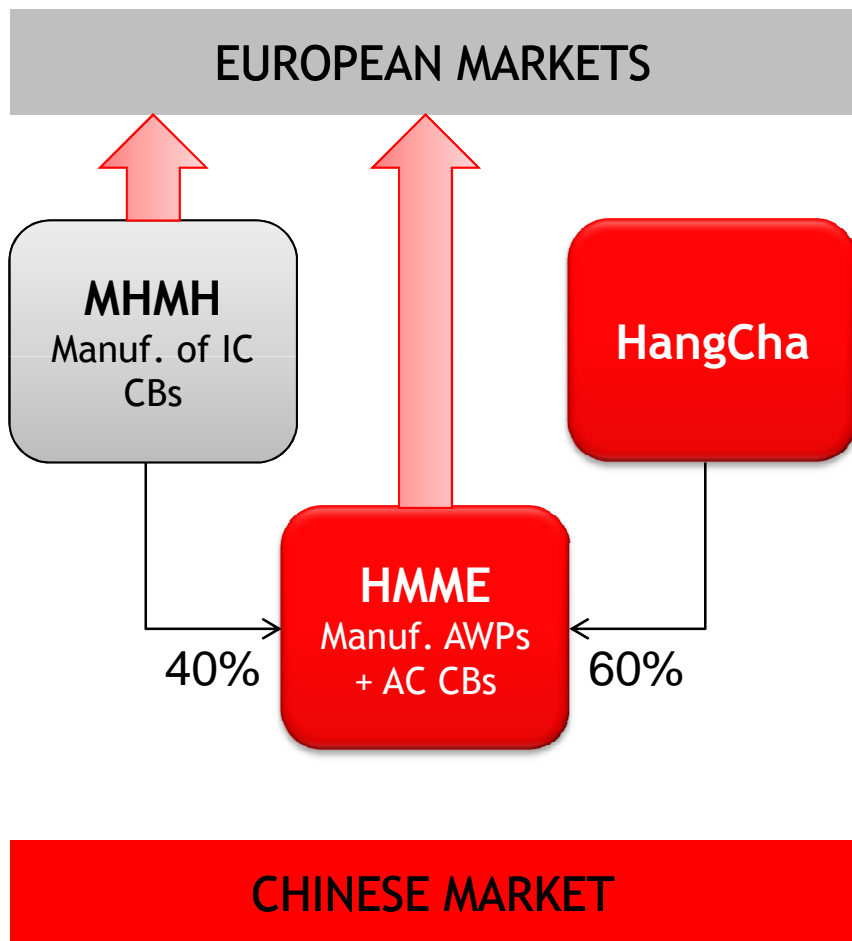 EUROPEAN MARKETS
MHMH
Manuf. of IC
CBs
HangCha
HMME
Manuf. AWPs
+ AC CBs
40%
60%
CHINESE MARKET